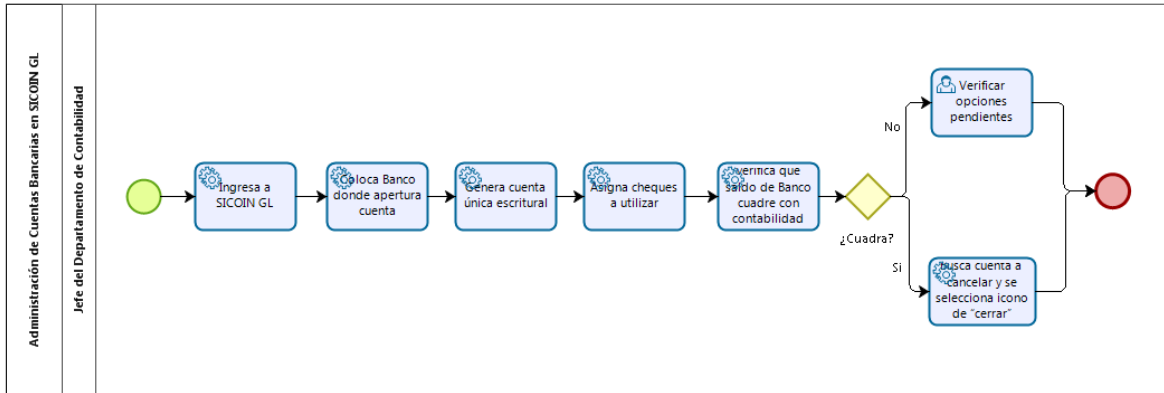 Administración de Cuentas Bancarias en SICOIN GL
Jefe del Departamento de Contabilidad
Ingresa a
SICOIN GL
Coloca Banco
donde apertura
cuenta
Genera cuenta
única escritural
Asigna cheques
a utilizar
verifica que
saldo de Banco
cuadre con
contabilidad
¿Cuadra?
No
Verificar
opciones
pendientes
Si
busca cuenta a
cancelar y se
selecciona icono
de "cerrar"